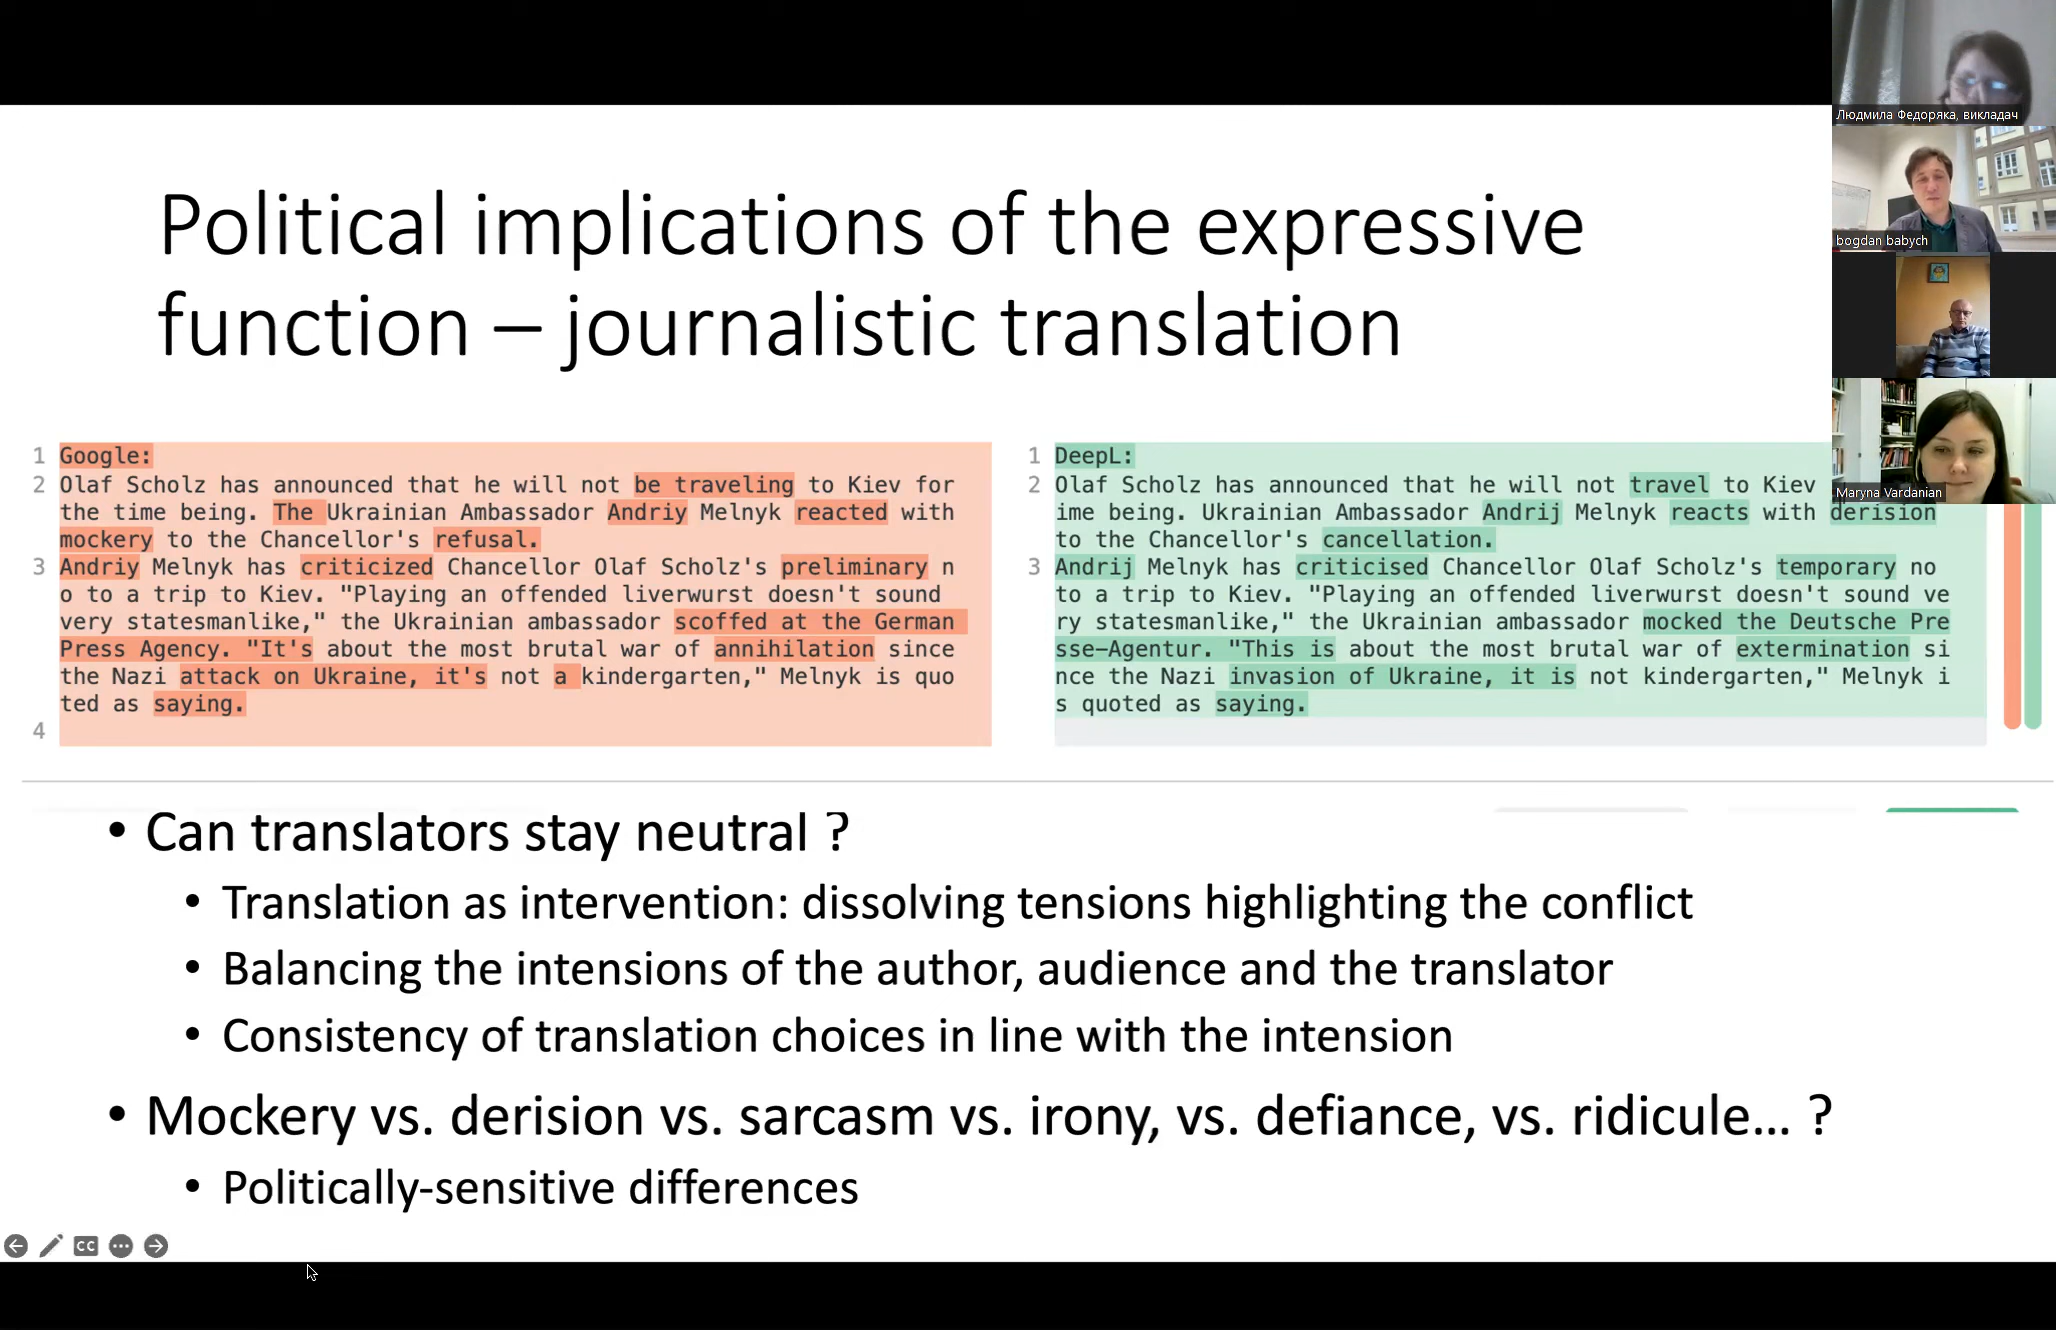 Political implications of the expressive
function – journalistic translation
1 Google:
2 Olaf Scholz has announced that he will not be traveling to Kiev for
the time being. The Ukrainian Ambassador Andriy Melnyk reacted with
mockery to the Chancellor's refusal.
3 Andriy Melnyk has criticized Chancellor Olaf Scholz's preliminary n
o to a trip to Kiev. "Playing an offended liverwurst doesn't sound
very statesmanlike," the Ukrainian ambassador scoffed at the German
Press Agency. "It's about the most brutal war of annihilation since
the Nazi attack on Ukraine, it's not a kindergarten," Melnyk is quo
ted as saying.
4
1 DeepL:
2 Olaf Scholz has announced that he will not travel to Kiev
ime being. Ukrainian Ambassador Andrij Melnyk reacts with derision
to the Chancellor's cancellation.
3 Andrij Melnyk has criticised Chancellor Olaf Scholz's temporary no
to a trip to Kiev. "Playing an offended liverwurst doesn't sound ve
ry statesmanlike," the Ukrainian ambassador mocked the Deutsche Pre
sse-Agentur. "This is about the most brutal war of extermination si
nce the Nazi invasion of Ukraine, it is not kindergarten," Melnyk i
s quoted as saying.
• Can translators stay neutral ?
• Translation as intervention: dissolving tensions highlighting the conflict
• Balancing the intensions of the author, audience and the translator
• Consistency of translation choices in line with the intension
• Mockery vs. derision vs. sarcasm vs. irony, vs. defiance, vs. ridicule... ?
• Politically-sensitive differences
CC
Людмила Федоряка, викладач
bogdan babych
Maryna Vardanian